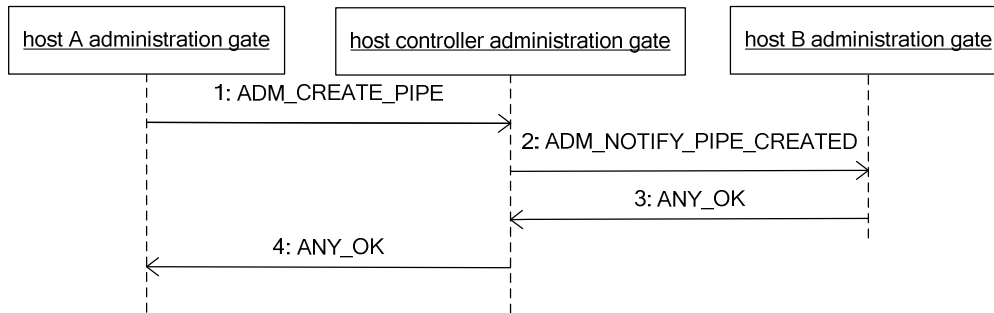 host A administration gate
host controller administration gate
host B administration gate
1: ADM_CREATE_PIPE
2: ADM_NOTIFY_PIPE_CREATED
3: ANY_OK
4: ANY_OK